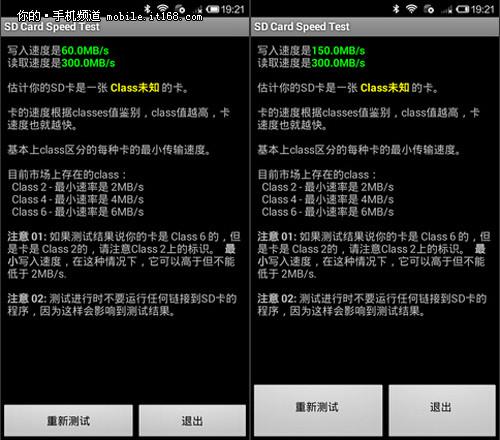 你的·手机频道 mobile.it168.com
19:21
SD Card Speed Test
写入速度是60.0MB/s
读取速度是300.0MB/s
估计你的SD卡是一张 Class未知 的卡。
卡的速度根据classes值鉴别，class值越高，卡
速度也就越快。
基本上class区分的每种卡的最小传输速度。
目前市场上存在的class：
Class 2 - 最小速率是 2MB/s
Class 4 - 最小速率是 4MB/s
Class 6 - 最小速率是 6MB/s
注意 01: 如果测试结果说你的卡是 Class 6 的，但
是卡是 Class 2的，请注意Class 2上的标识。 最
小写入速度，在这种情况下，它可以高于但不能
低于 2MB/s.
注意 02: 测试进行时不要运行任何链接到SD卡的
程序，因为这样会影响到测试结果。
重新测试
退出
19:21
SD Card Speed Test
写入速度是150.0MB/s
读取速度是300.0MB/s
估计你的SD卡是一张 Class未知 的卡。
卡的速度根据classes值鉴别，class值越高，卡
速度也就越快。
基本上class区分的每种卡的最小传输速度。
目前市场上存在的class：
Class 2 - 最小速率是 2MB/s
Class 4 - 最小速率是 4MB/s
Class 6 - 最小速率是 6MB/s
注意 01: 如果测试结果说你的卡是 Class 6 的，但
是卡是 Class 2的，请注意Class 2上的标识。 最
小写入速度，在这种情况下，它可以高于但不能
低于 2MB/s.
注意 02: 测试进行时不要运行任何链接到SD卡的
程序，因为这样会影响到测试结果。
重新测试
退出